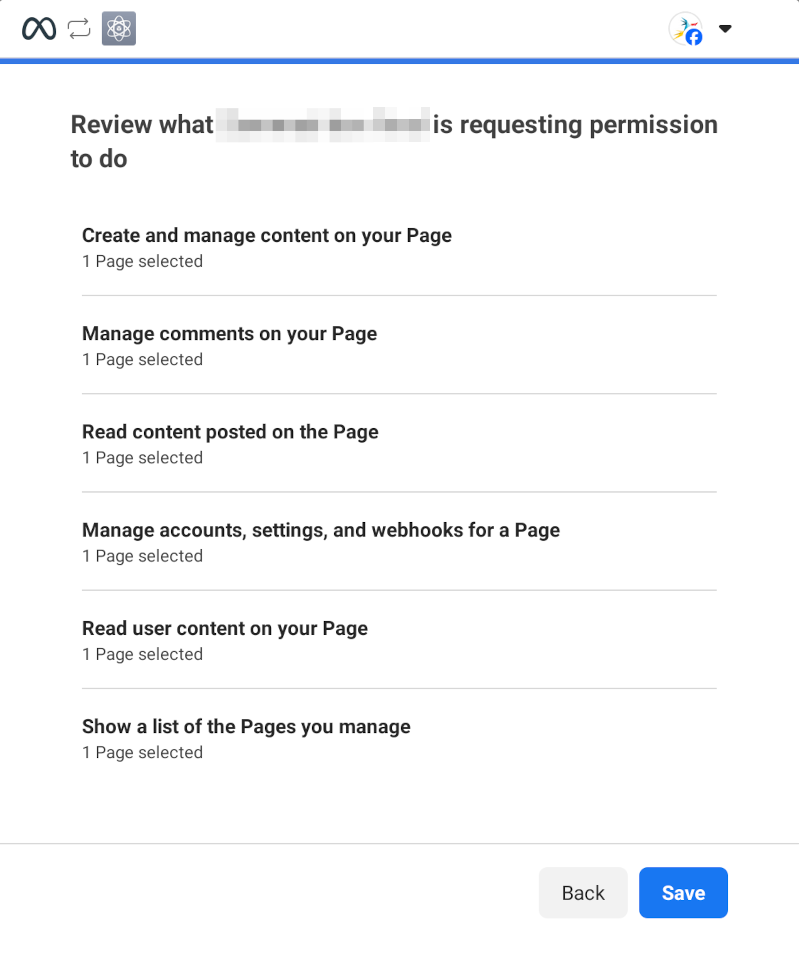 Review what is requesting permission
to do
Create and manage content on your Page
1 Page selected
Manage comments on your Page
1 Page selected
Read content posted on the Page
1 Page selected
Manage accounts, settings, and webhooks for a Page
1 Page selected
Read user content on your Page
1 Page selected
Show a list of the Pages you manage
1 Page selected
Back Save